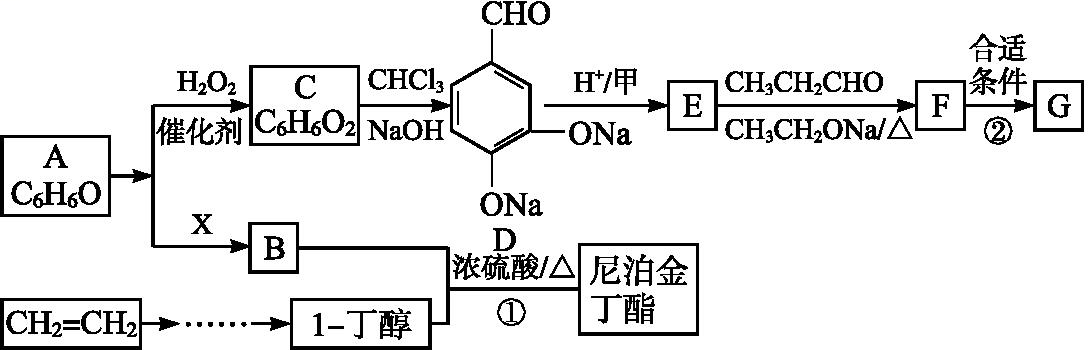 CHO
H₂O₂
催化剂
C
C₆H₆O₂
CHCl₃
NaOH
ONa
ONa
D
H⁺/甲
E
CH₃CH₂CHO
CH₃CH₂ONa/△
F
合适
条件
②
G
A
C₆H₆O
X
B
浓硫酸/△
①
尼泊金
丁酯
CH₂=CH₂
······
1-丁醇